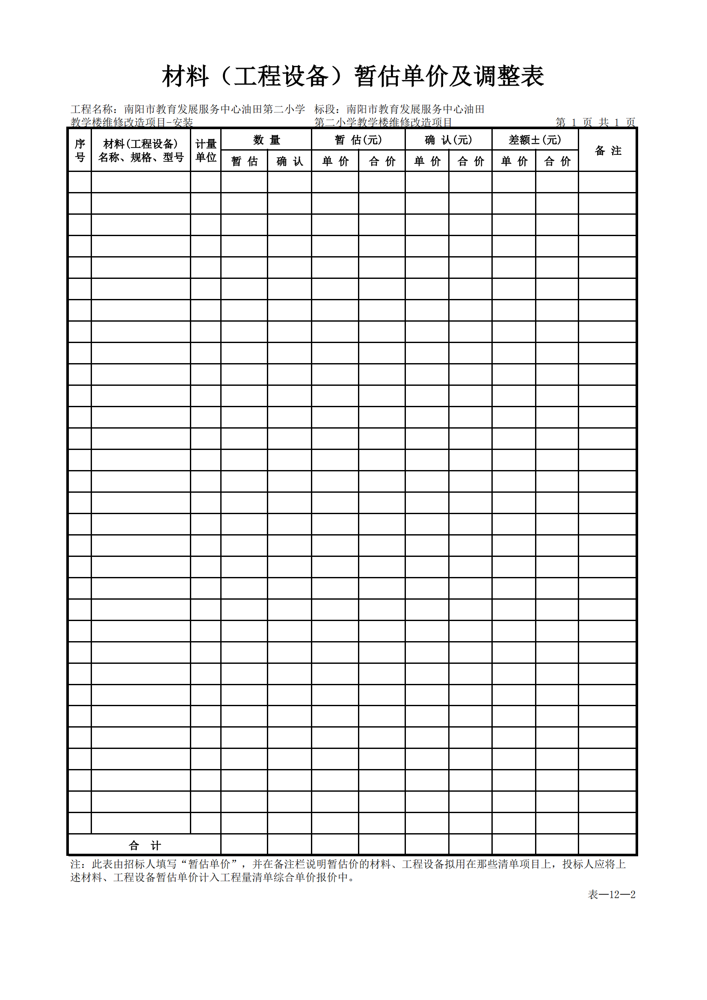 材料（工程设备）暂估单价及调整表
工程名称：南阳市教育发展服务中心油田第二小学
教学楼维修改造项目-安装
标段：南阳市教育发展服务中心油田
第二小学教学楼维修改造项目
第 1 页 共 1 页
序
号
材料(工程设备)
名称、规格、型号
计量
单位
数 量
暂 估(元)
确 认(元)
差额±(元)
备 注
暂 估
确 认
单 价
合 价
单 价
合 价
单 价
合 价
合 计
注：此表由招标人填写“暂估单价”，并在备注栏说明暂估价的材料、工程设备拟用在那些清单项目上，投标人应将上
述材料、工程设备暂估单价计入工程量清单综合单价报价中。
表—12—2